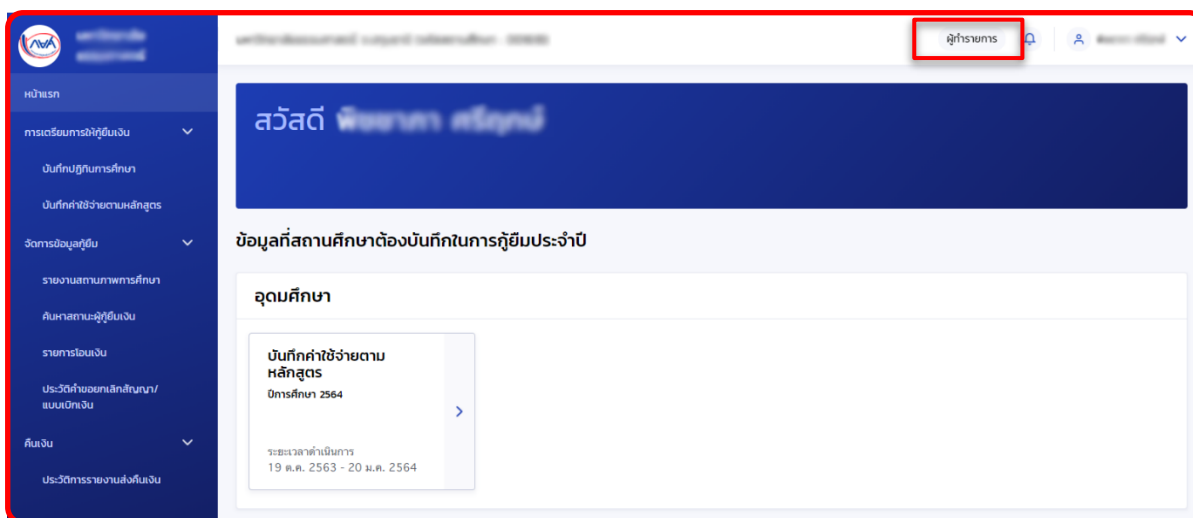 กยศ
ผู้ทำรายการ
หน้าแรก
การเตรียมการให้กู้ยืมเงิน
บันทึกปฏิทินการศึกษา
บันทึกค่าใช้จ่ายตามหลักสูตร
จัดการข้อมูลกู้ยืม
รายงานสถานภาพการศึกษา
ค้นหาสถานะผู้กู้ยืมเงิน
รายการโอนเงิน
ประวัติคำขอยกเลิกสัญญา/
แบบเบิกเงิน
คืนเงิน
ประวัติการรายงานส่งคืนเงิน
สวัสดี
ข้อมูลที่สถานศึกษาต้องบันทึกในการกู้ยืมประจำปี
อุดมศึกษา
บันทึกค่าใช้จ่ายตาม
หลักสูตร
ปีการศึกษา 2564
ระยะเวลาดำเนินการ
19 ต.ค. 2563 - 20 ม.ค. 2564